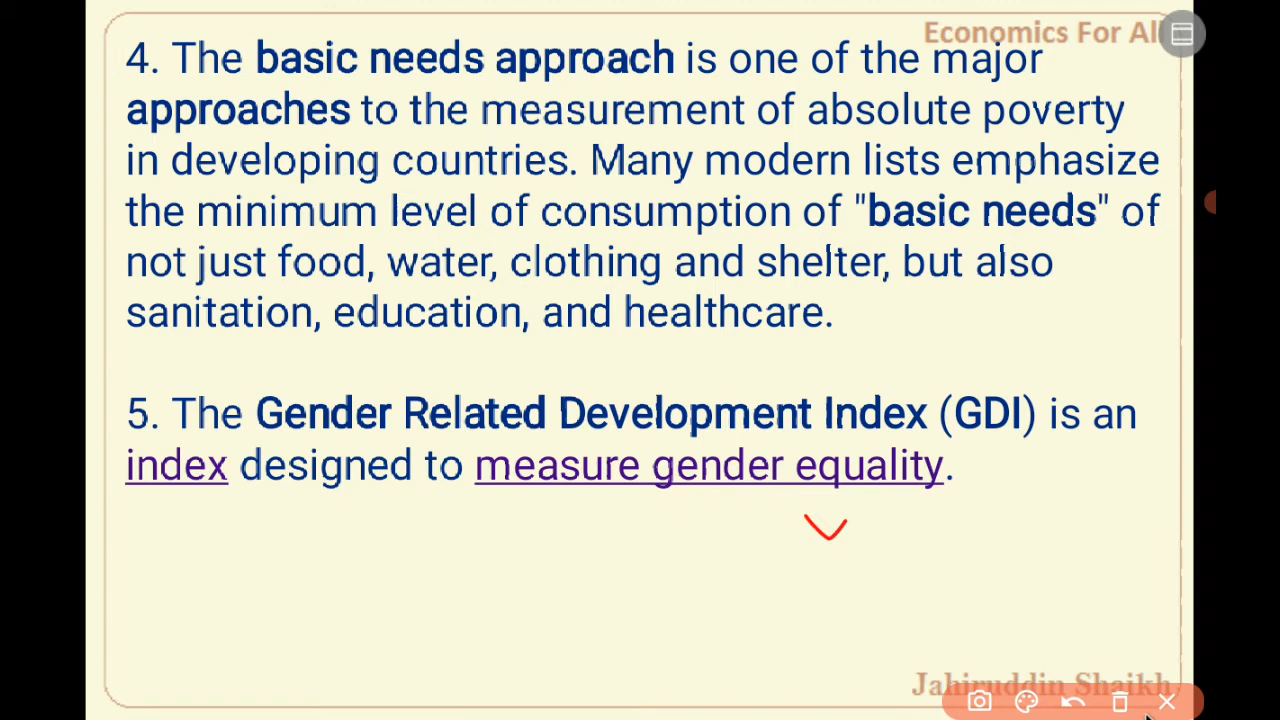 Economics For All
4. The basic needs approach is one of the major
approaches to the measurement of absolute poverty
in developing countries. Many modern lists emphasize
the minimum level of consumption of "basic needs" of
not just food, water, clothing and shelter, but also
sanitation, education, and healthcare.
5. The Gender Related Development Index (GDI) is an
index designed to measure gender equality.
Jahiruddin Shaikh